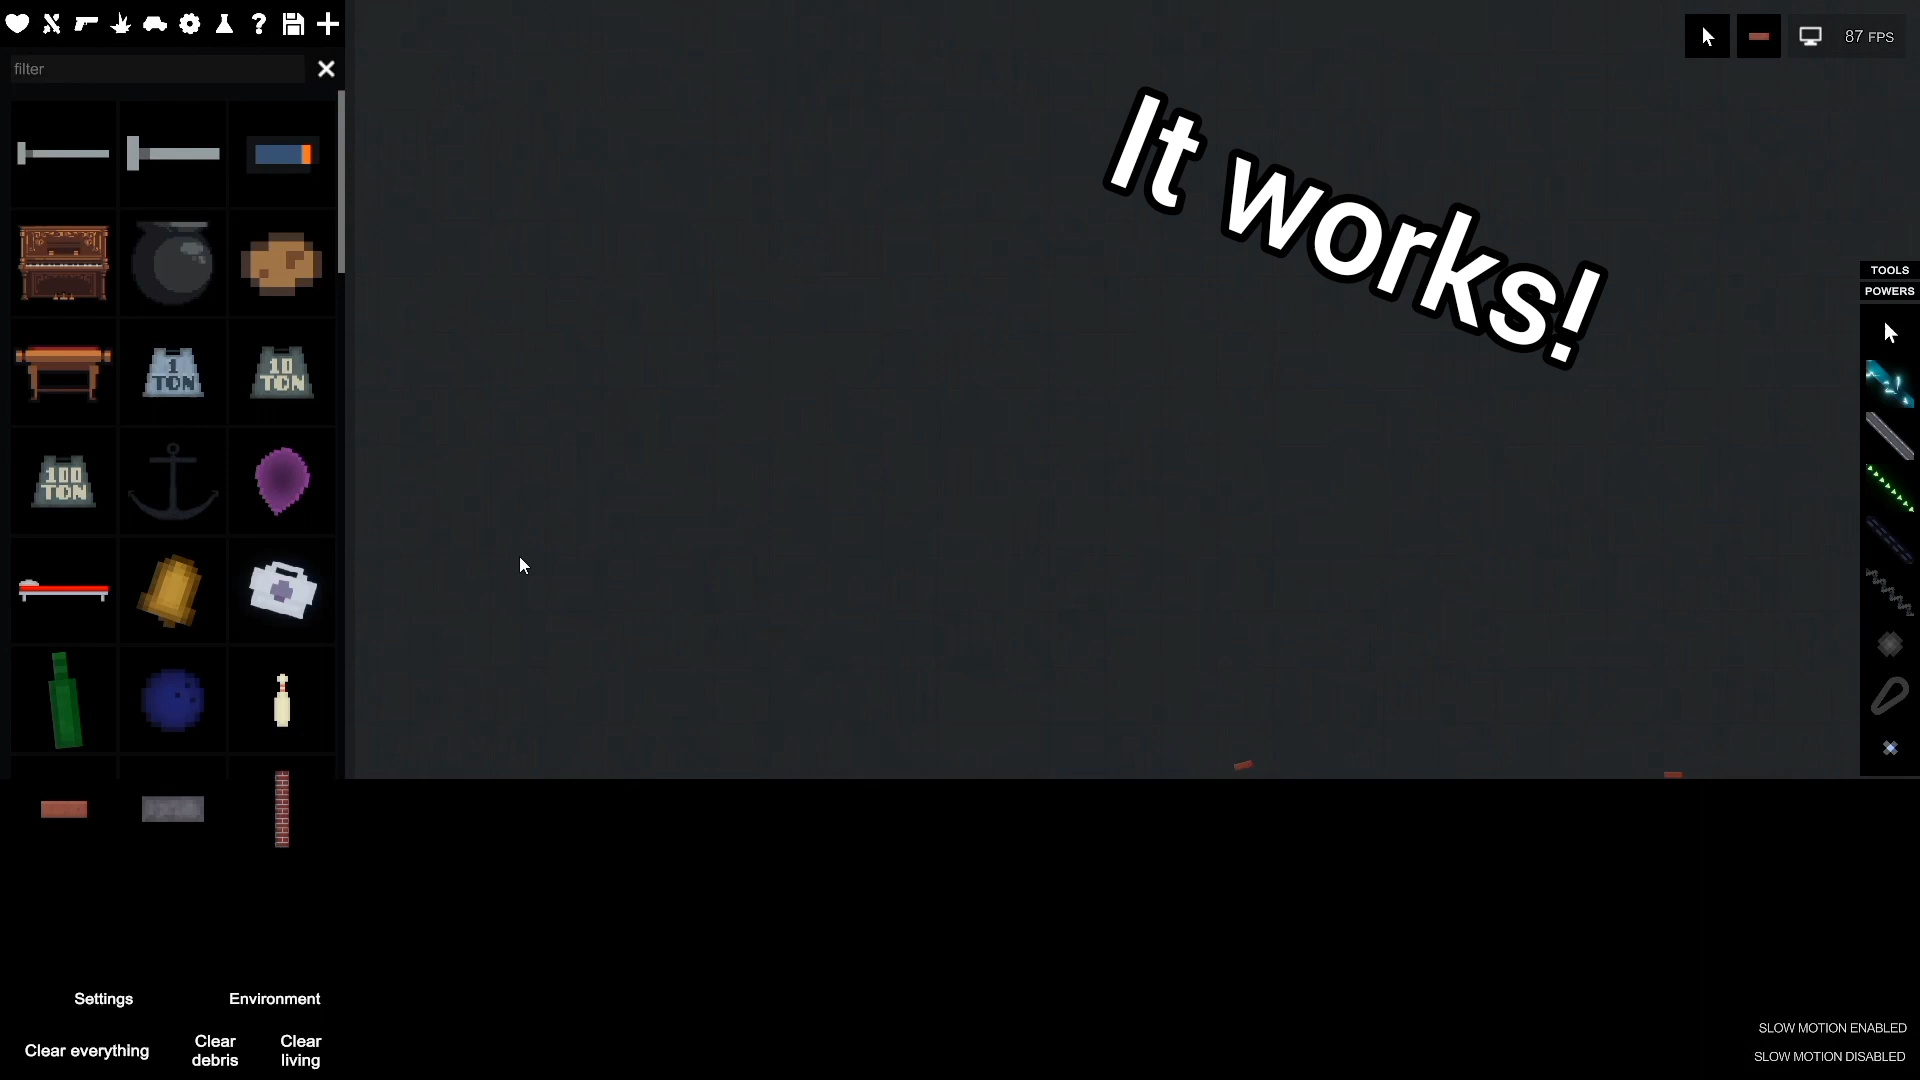 filter
87 FPS
It works!
TOOLS
POWERS
1
TON
10
TON
100
TON
Settings
Environment
Clear everything
Clear
debris
Clear
living
SLOW MOTION ENABLED
SLOW MOTION DISABLED